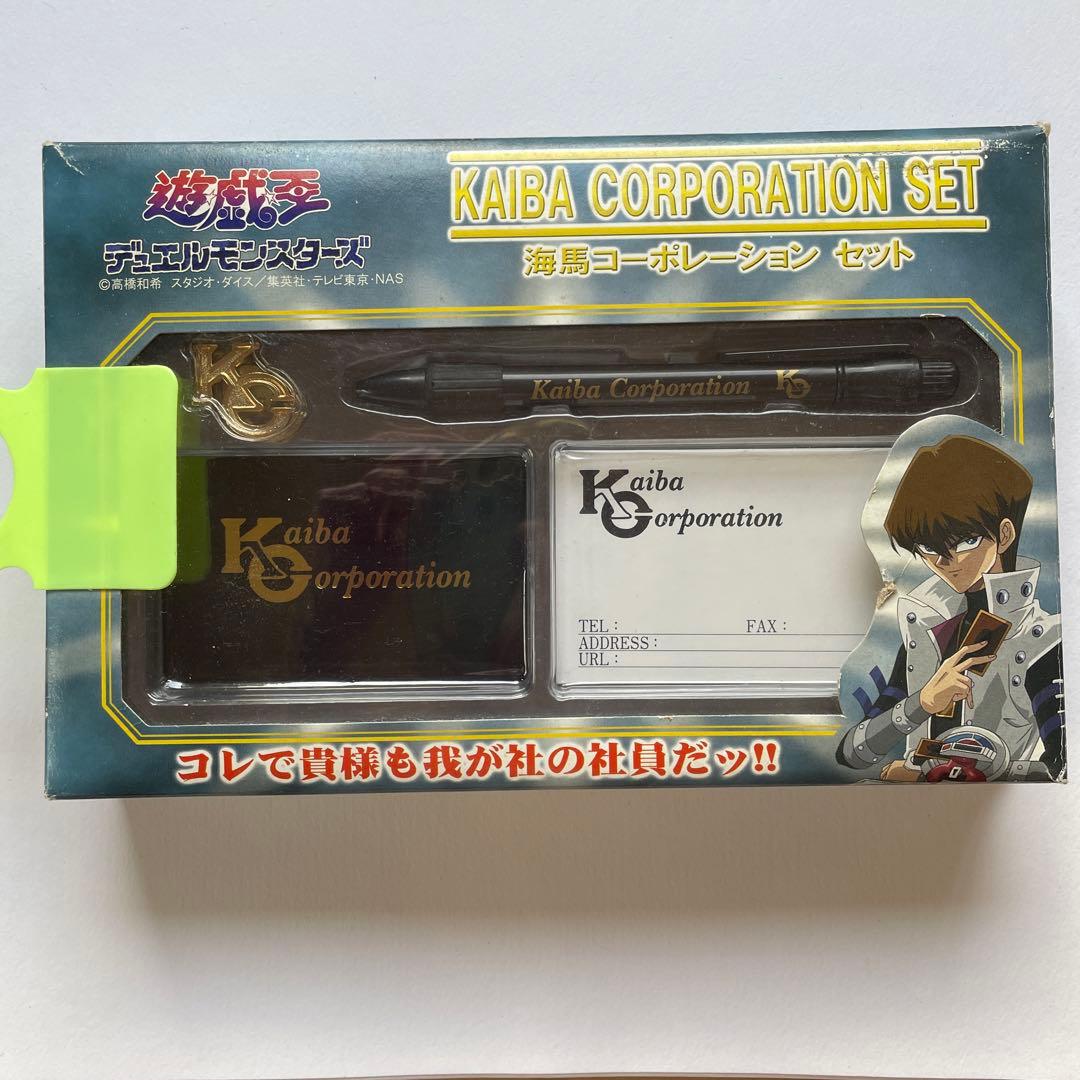 遊戯王
デュエルモンスターズ
©高橋和希 スタジオ・ダイス／集英社・テレビ東京・NAS
KAIBA CORPORATION SET
海馬コーポレーション セット
KC
Kaiba Corporation KC
Kaiba
Corporation
Kaiba
Corporation
TEL : FAX :
ADDRESS :
URL :
コレで貴様も我が社の社員だッ!!